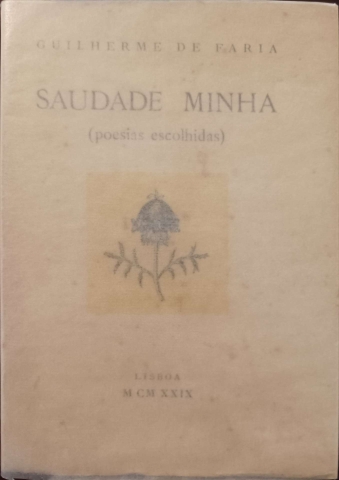 GUILHERME DE FARIA
SAUDADE MINHA
(poesias escolhidas)
LISBOA
MCMXXIX